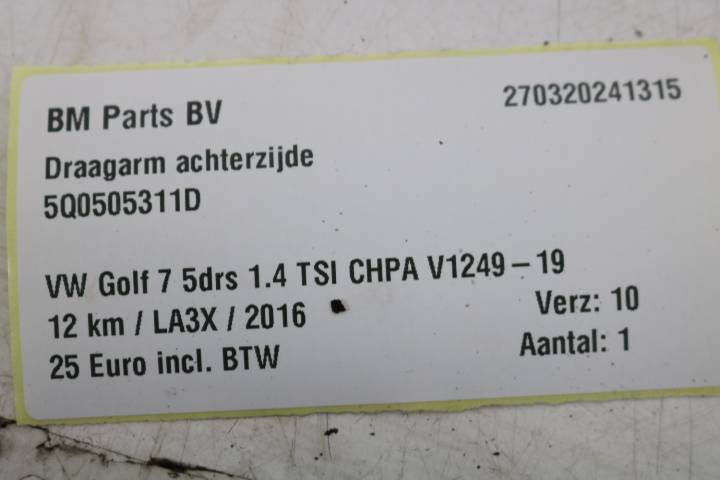 BM Parts BV 270320241315
Draagarm achterzijde
5Q0505311D
VW Golf 7 5drs 1.4 TSI CHPA V1249 – 19
12 km / LA3X / 2016 Verz: 10
25 Euro incl. BTW Aantal: 1